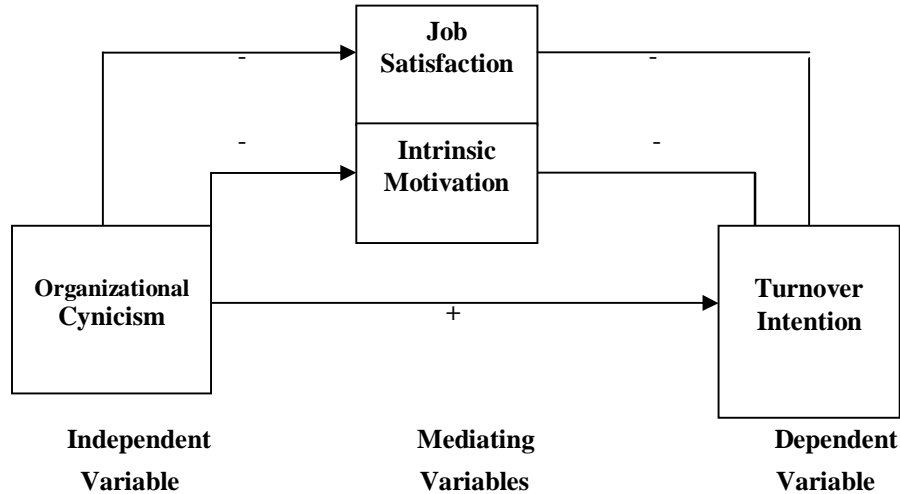 Job
Satisfaction
-
-
-
-
Intrinsic
Motivation
Organizational
Cynicism
+
Turnover
Intention
Independent
Variable
Mediating
Variables
Dependent
Variable